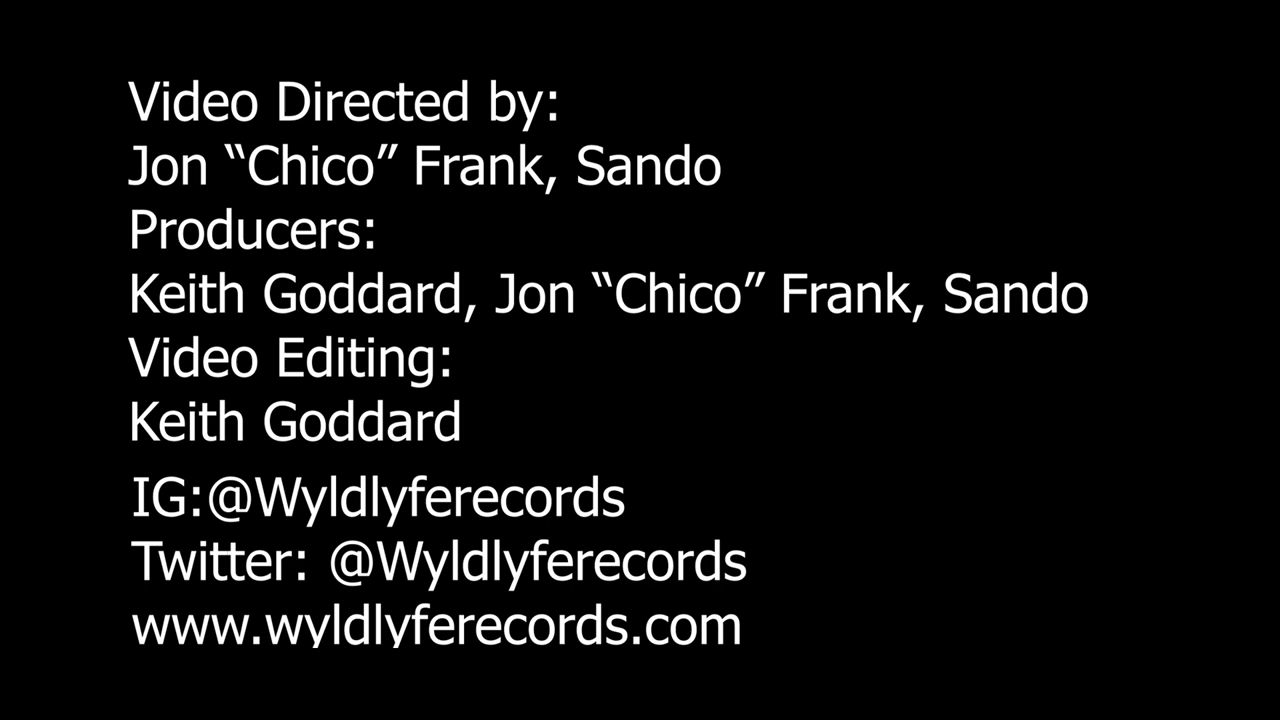 Video Directed by:
Jon “Chico” Frank, Sando
Producers:
Keith Goddard, Jon “Chico” Frank, Sando
Video Editing:
Keith Goddard
IG:@Wyldlyferecords
Twitter: @Wyldlyferecords
www.wyldlyferecords.com